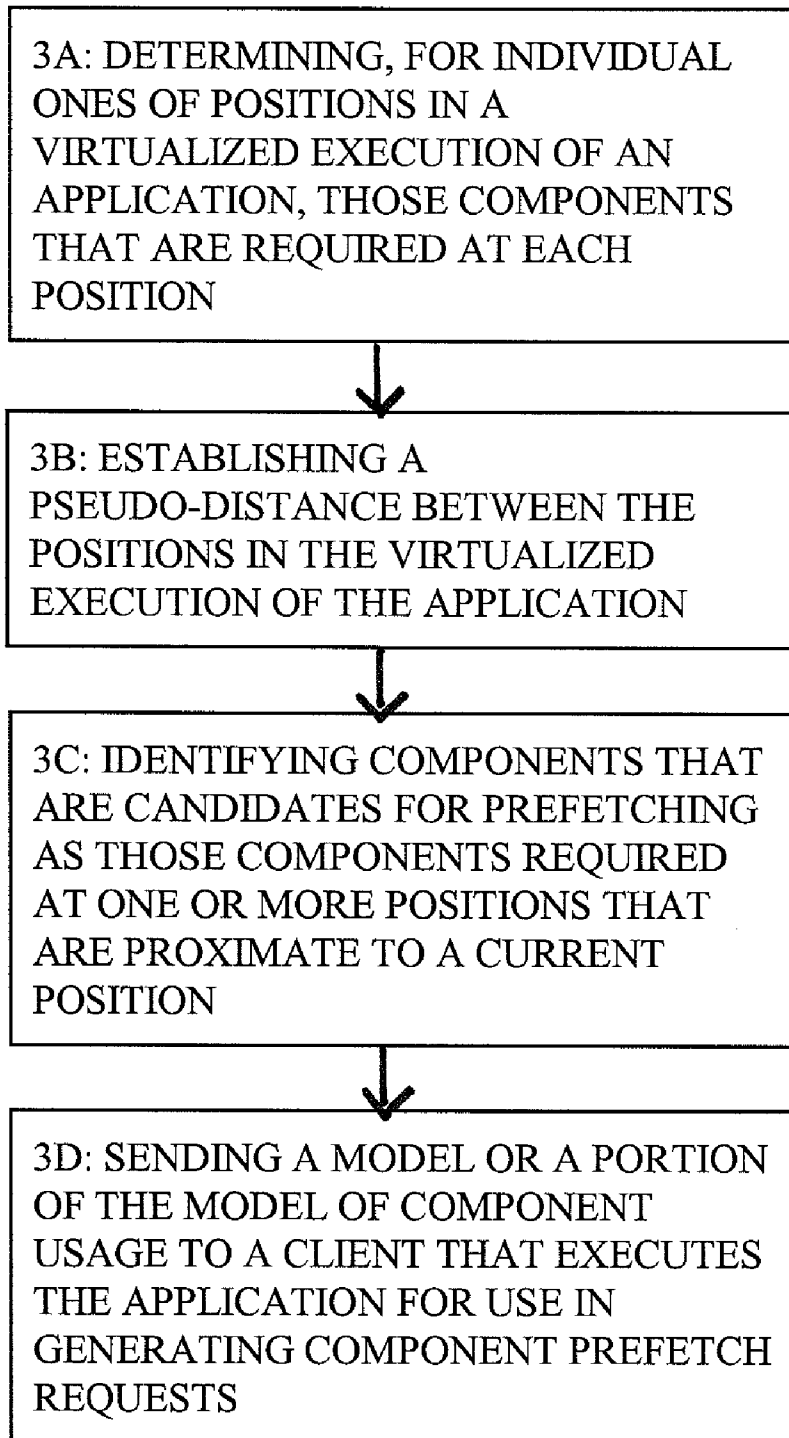 3A: DETERMINING, FOR INDIVIDUAL
ONES OF POSITIONS IN A
VIRTUALIZED EXECUTION OF AN
APPLICATION, THOSE COMPONENTS
THAT ARE REQUIRED AT EACH
POSITION
3B: ESTABLISHING A
PSEUDO-DISTANCE BETWEEN THE
POSITIONS IN THE VIRTUALIZED
EXECUTION OF THE APPLICATION
3C: IDENTIFYING COMPONENTS THAT
ARE CANDIDATES FOR PREFETCHING
AS THOSE COMPONENTS REQUIRED
AT ONE OR MORE POSITIONS THAT
ARE PROXIMATE TO A CURRENT
POSITION
3D: SENDING A MODEL OR A PORTION
OF THE MODEL OF COMPONENT
USAGE TO A CLIENT THAT EXECUTES
THE APPLICATION FOR USE IN
GENERATING COMPONENT PREFETCH
REQUESTS